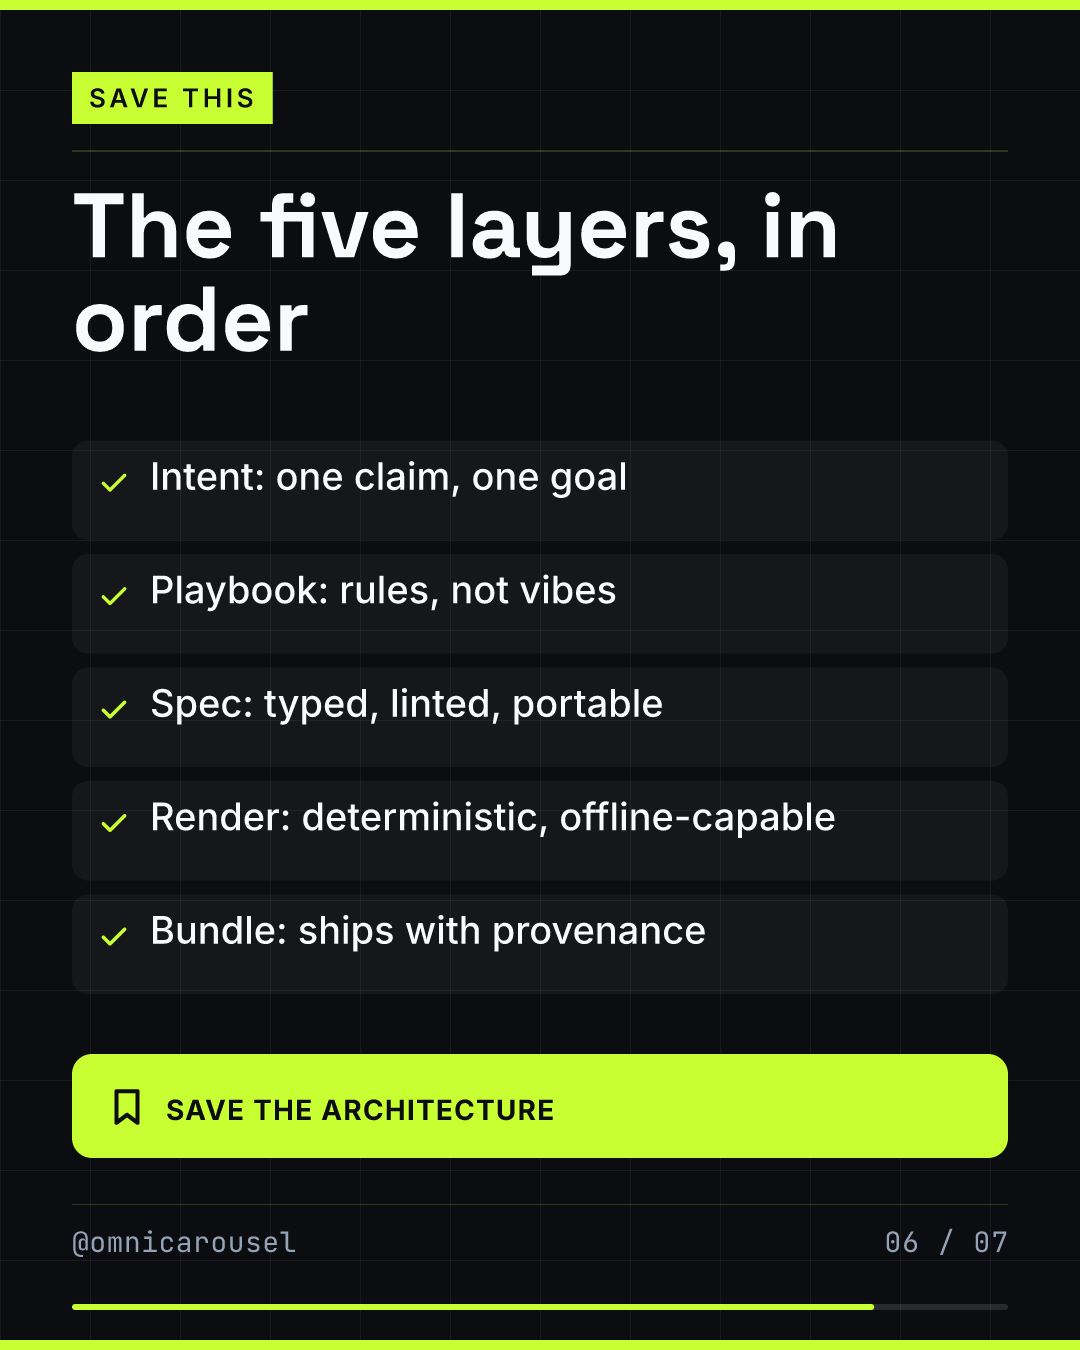 SAVE THIS
The five layers, in
order
Intent: one claim, one goal
Playbook: rules, not vibes
Spec: typed, linted, portable
Render: deterministic, offline-capable
Bundle: ships with provenance
SAVE THE ARCHITECTURE
@omnicarousel
06 / 07